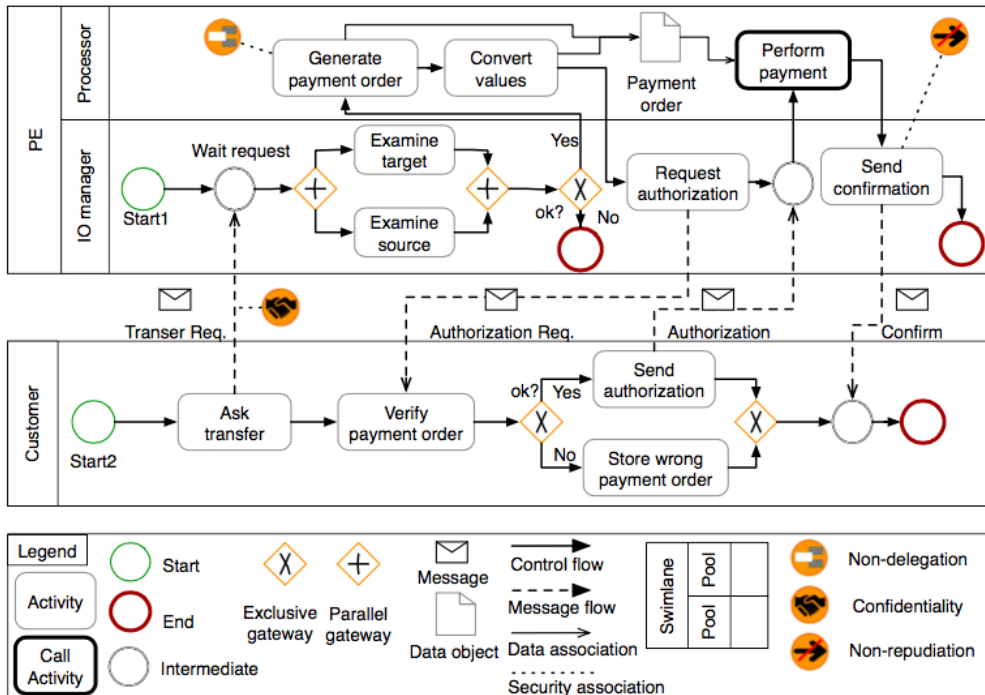 PE
Processor
Generate
payment order
Convert
values
Payment
order
Perform
payment
IO manager
Start1
Wait request
Examine
target
Examine
source
Yes
ok?
No
Request
authorization
Send
confirmation
Transer Req.
Authorization Req.
Authorization
Confirm
Customer
Start2
Ask
transfer
Verify
payment order
ok?
Yes
No
Send
authorization
Store wrong
payment order
Legend
Activity
Call
Activity
Start
End
Intermediate
Exclusive
gateway
Parallel
gateway
Message
Data object
Control flow
Message flow
Data association
Security association
Swimlane
Pool
Pool
Non-delegation
Confidentiality
Non-repudiation